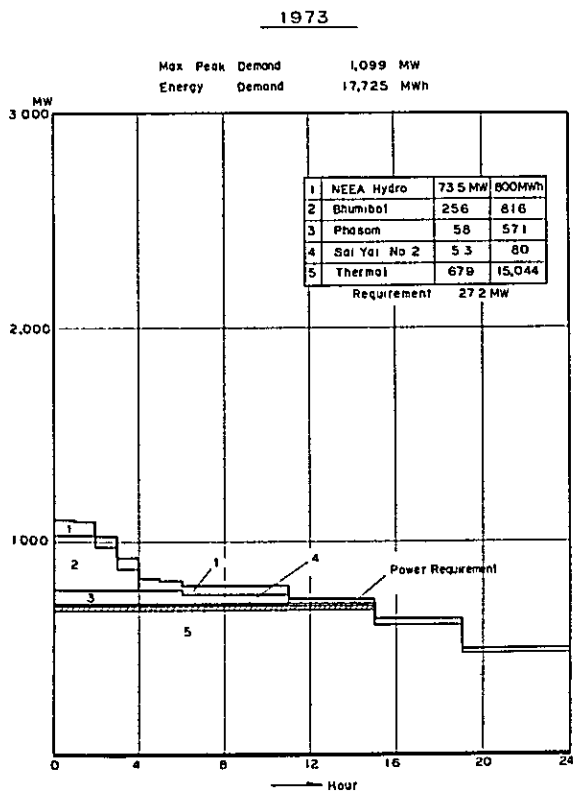 1973
Max Peak Demand 1,099 MW
Energy Demand 17,725 MWh
MW
3000
1 NEEA Hydro 73.5 MW 800MWh
2 Bhumibol 256 816
3 Phasom 58 571
4 Sai Yai No 2 5.3 80
5 Thermal 679 15,044
Requirement 27.2 MW
2,000
1000
1
2
1
4
Power Requirement
3
5
0 4 8 12 16 20 24
Hour